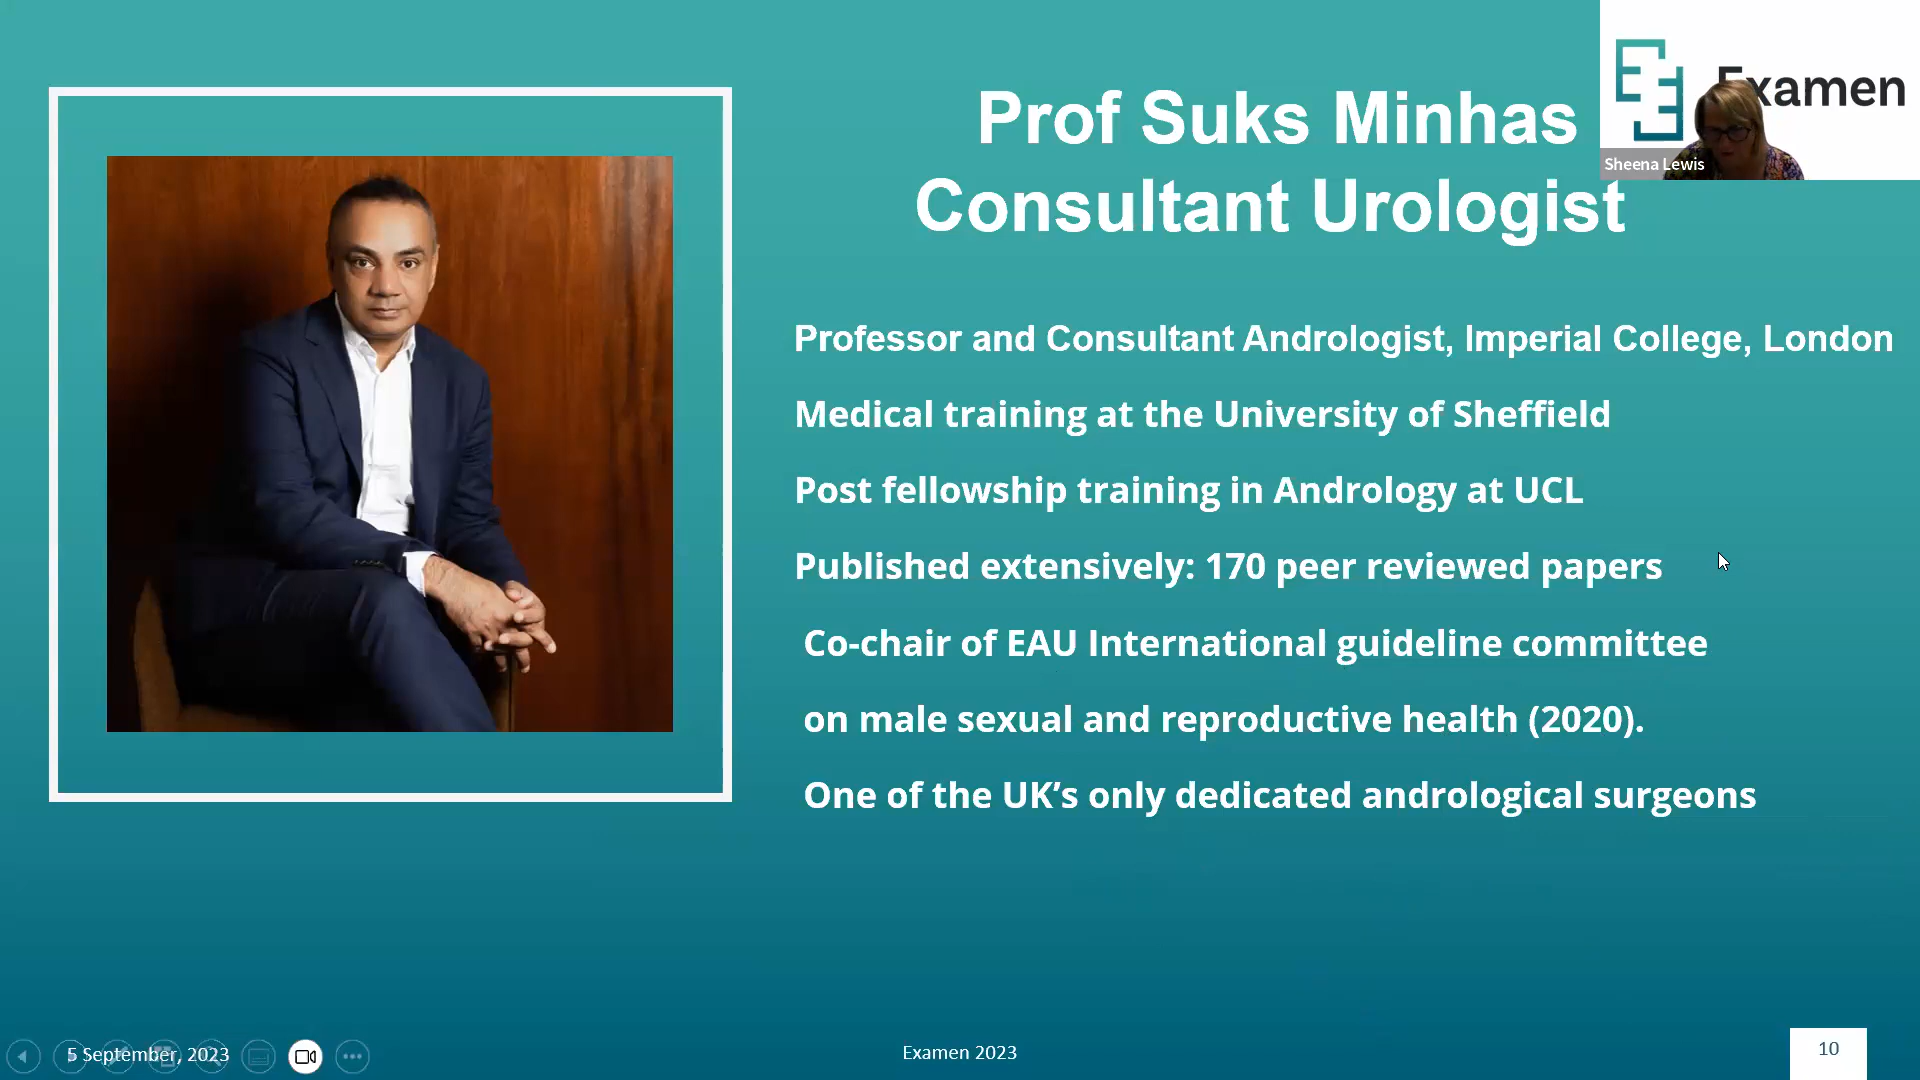 Prof Suks Minhas
Consultant Urologist
Examen
Sheena Lewis
Professor and Consultant Andrologist, Imperial College, London
Medical training at the University of Sheffield
Post fellowship training in Andrology at UCL
Published extensively: 170 peer reviewed papers
Co-chair of EAU International guideline committee
on male sexual and reproductive health (2020).
One of the UK’s only dedicated andrological surgeons
5 September, 2023
Examen 2023
10